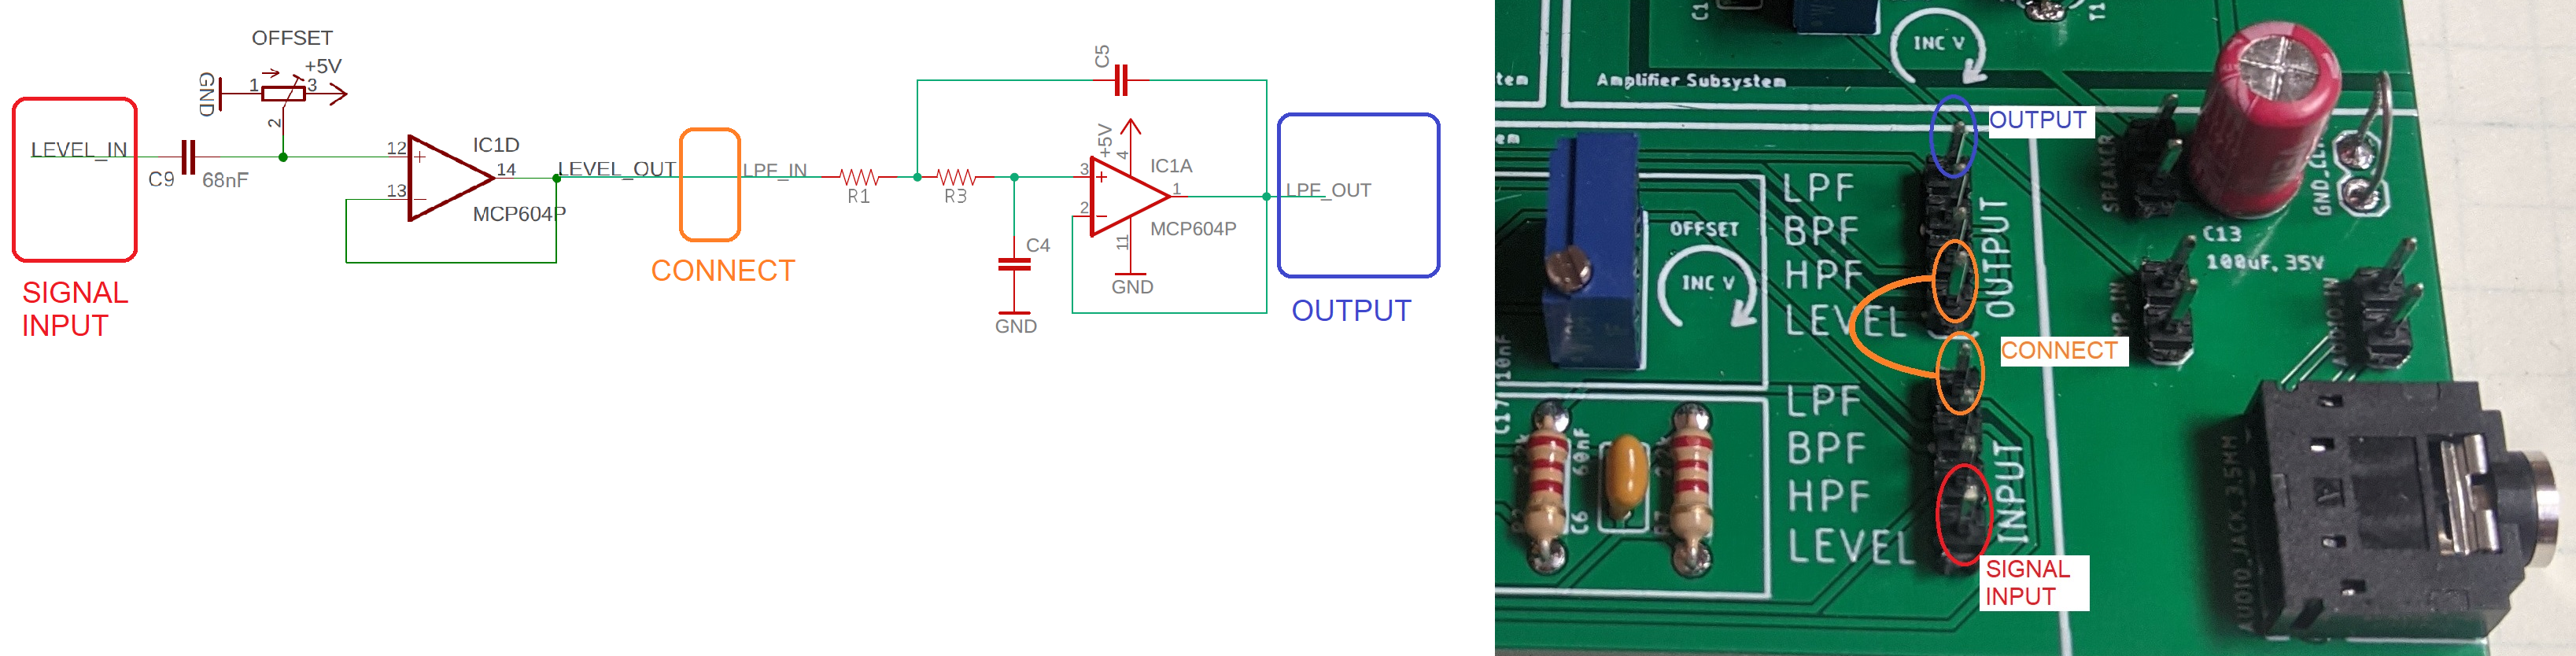 OFFSET
+5V
GND
1
3
2
LEVEL_IN
C9
68nF
SIGNAL
INPUT
12
13
14
IC1D
MCP604P
LEVEL_OUT
LPF_IN
CONNECT
R1
R3
C5
C4
GND
+5V
4
3
2
1
11
IC1A
MCP604P
GND
LPF_OUT
OUTPUT
INC V
Amplifier Subsystem
OUTPUT
SPEAKER
LPF
BPF
HPF
LEVEL
OUTPUT
OFFSET
INC V
C13
100uF, 35V
CONNECT
AUDIO_IN
10nF
LPF
BPF
HPF
LEVEL
INPUT
C6
68nF
SIGNAL
INPUT
AUDIO_JACK_3.5MM